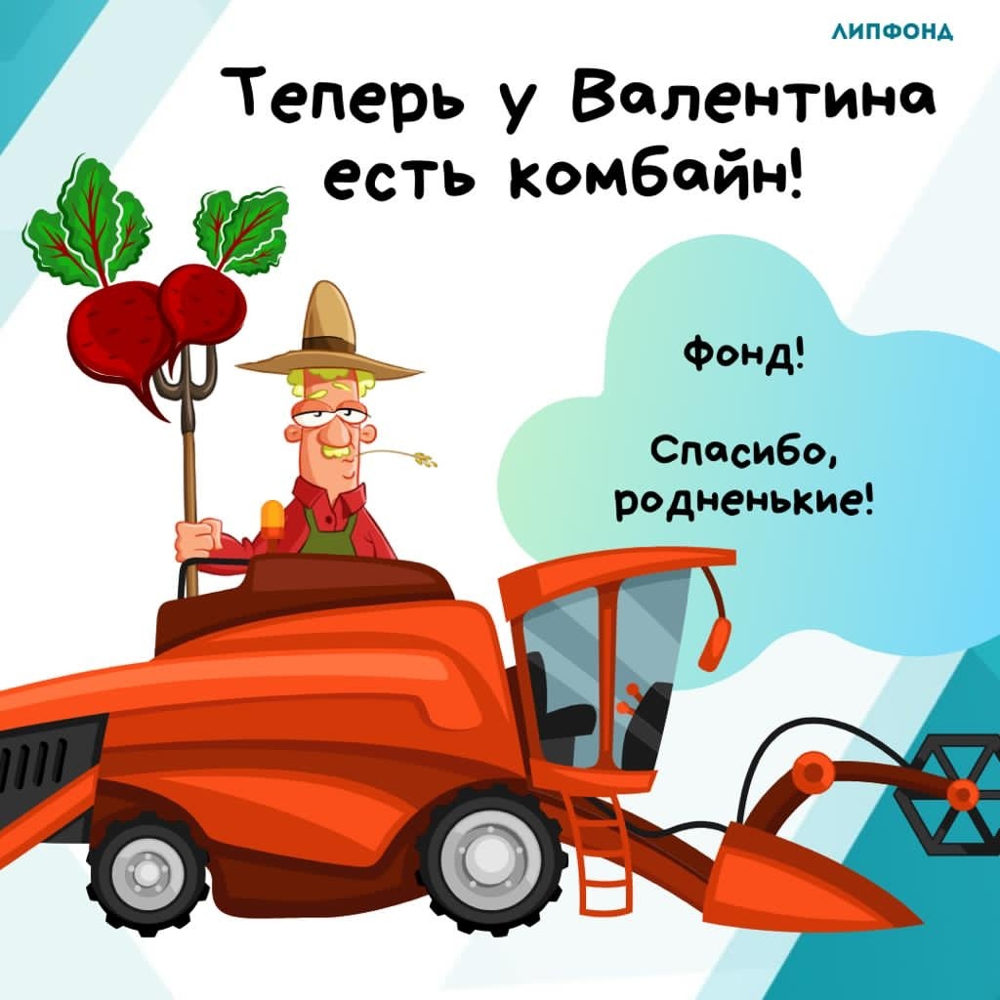 ЛИПФОНД
Теперь у Валентина
есть комбайн!
Фонд!
Спасибо,
родненькие!